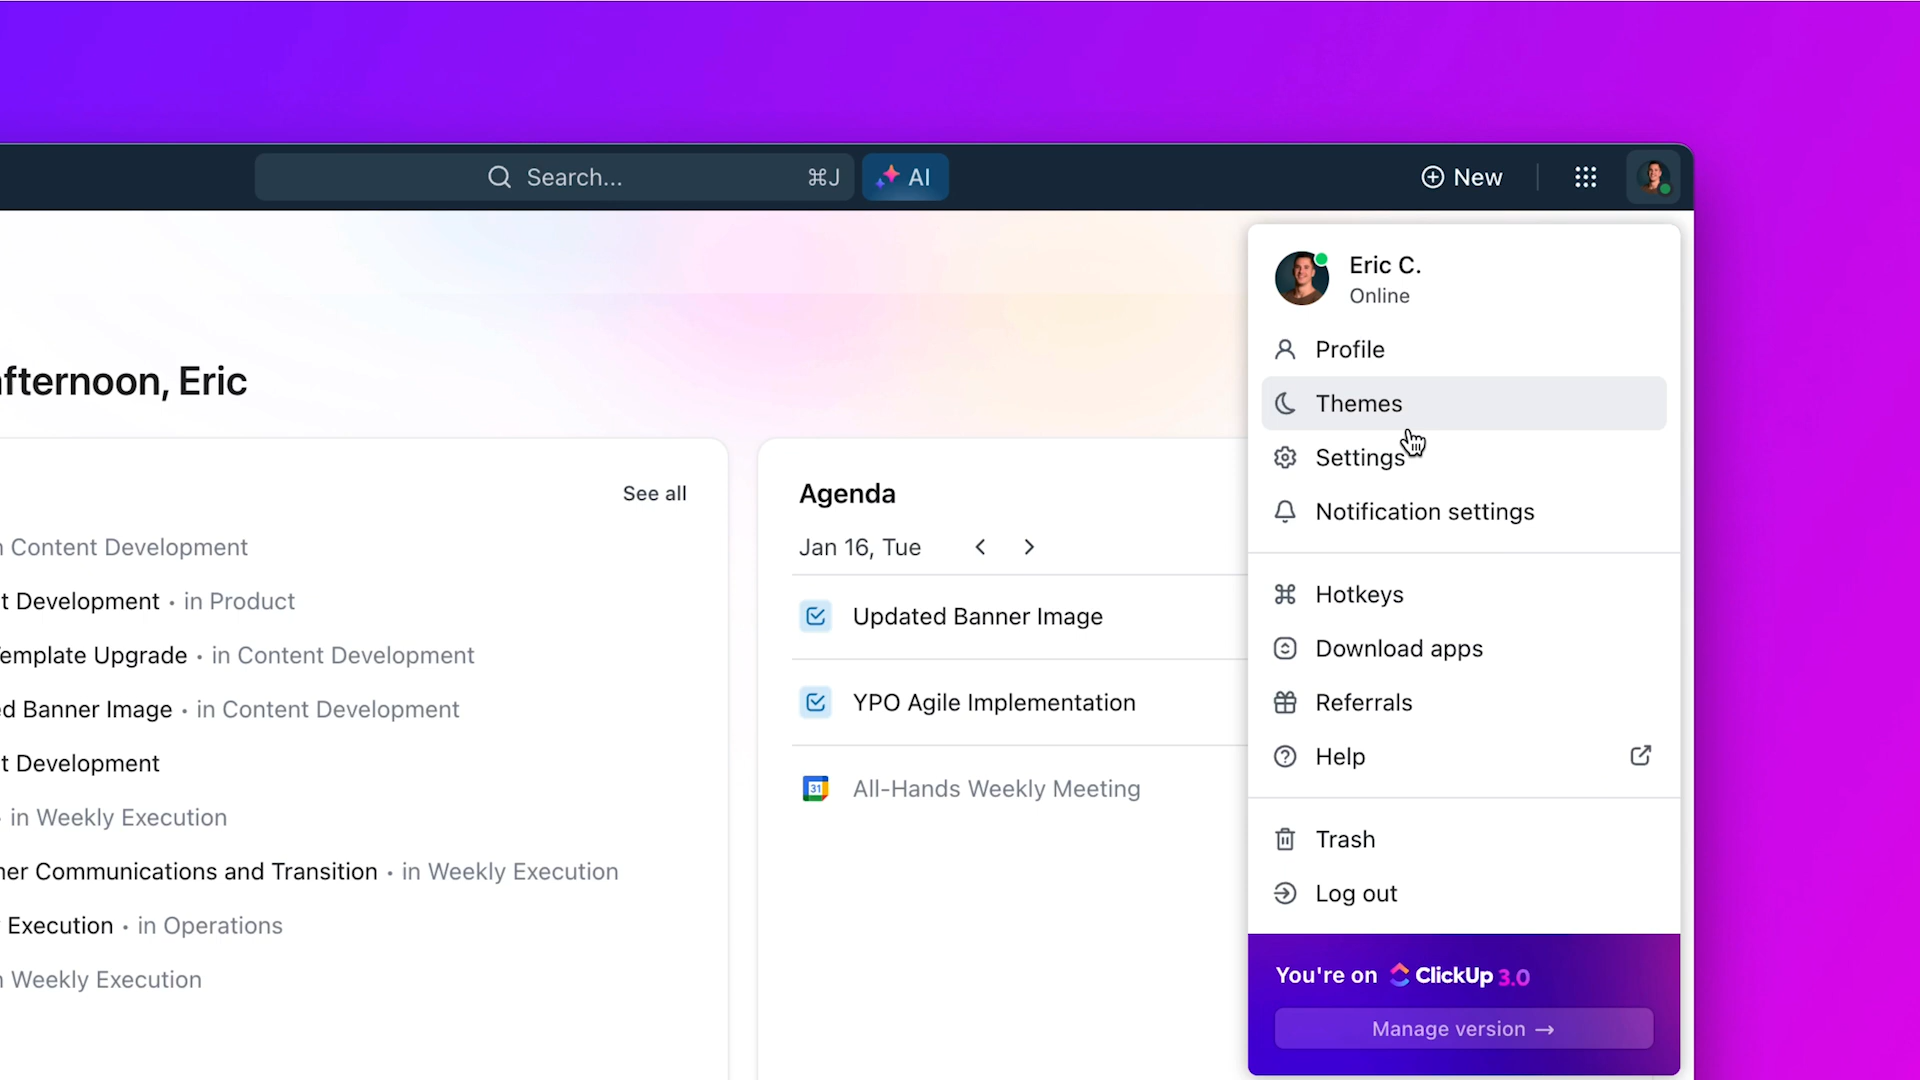 Search...
⌘J
AI
New
Eric C.
Online
Profile
Themes
Settings
Notification settings
Hotkeys
Download apps
Referrals
Help
Trash
Log out
You're on ClickUp 3.0
Manage version →
fternoon, Eric
See all
Content Development
t Development • in Product
emplate Upgrade • in Content Development
d Banner Image • in Content Development
t Development
• in Weekly Execution
ner Communications and Transition • in Weekly Execution
Execution • in Operations
Weekly Execution
Agenda
Jan 16, Tue
Updated Banner Image
YPO Agile Implementation
31
All-Hands Weekly Meeting